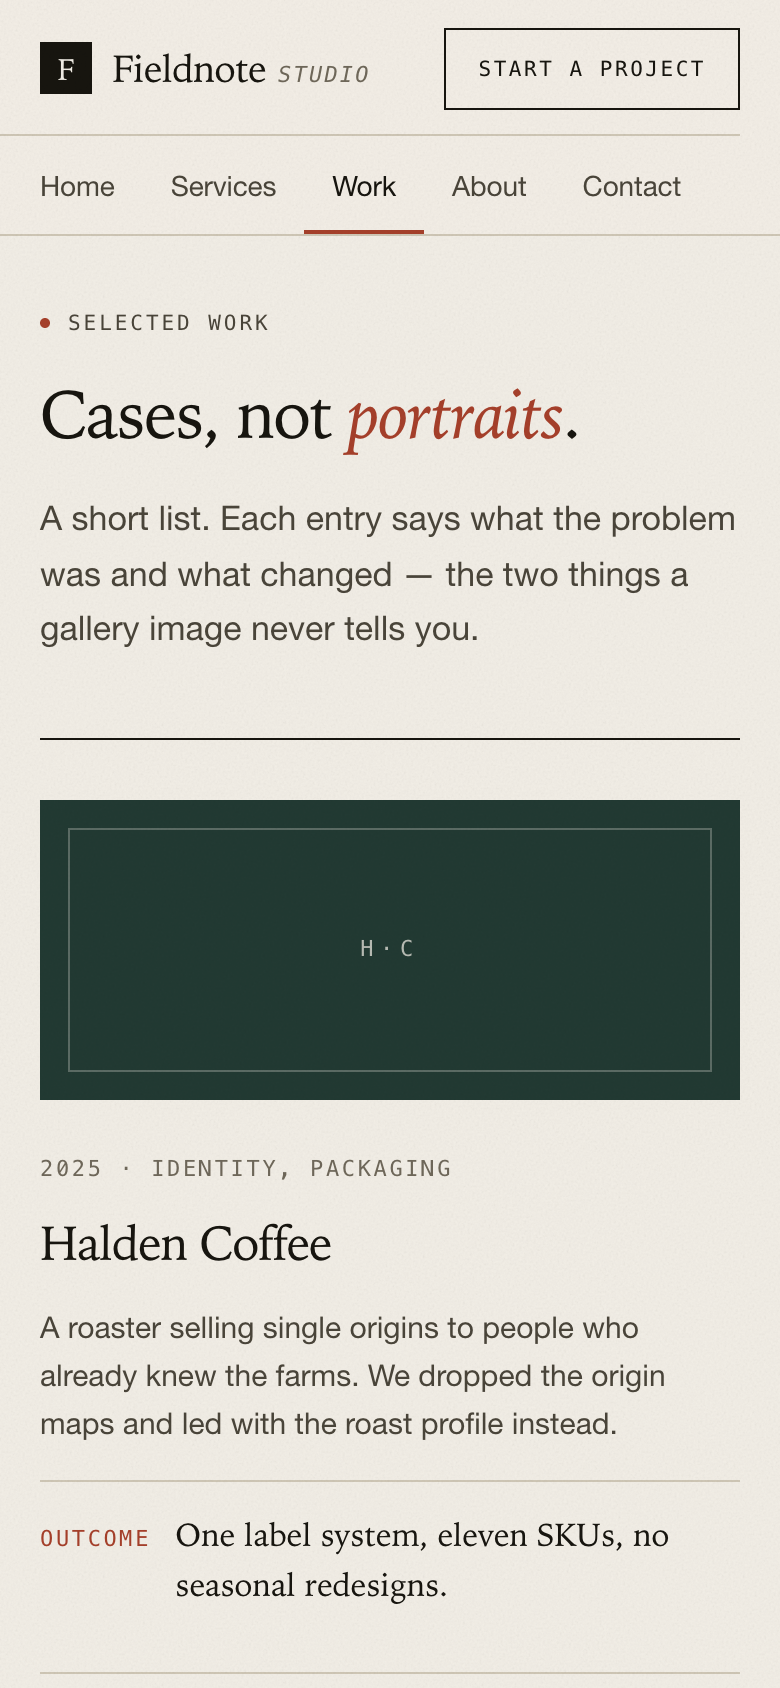 F
Fieldnote STUDIO
START A PROJECT
Home Services Work About Contact
SELECTED WORK
Cases, not portraits.
A short list. Each entry says what the problem
was and what changed — the two things a
gallery image never tells you.
H·C
2025 · IDENTITY, PACKAGING
Halden Coffee
A roaster selling single origins to people who
already knew the farms. We dropped the origin
maps and led with the roast profile instead.
OUTCOME One label system, eleven SKUs, no
seasonal redesigns.